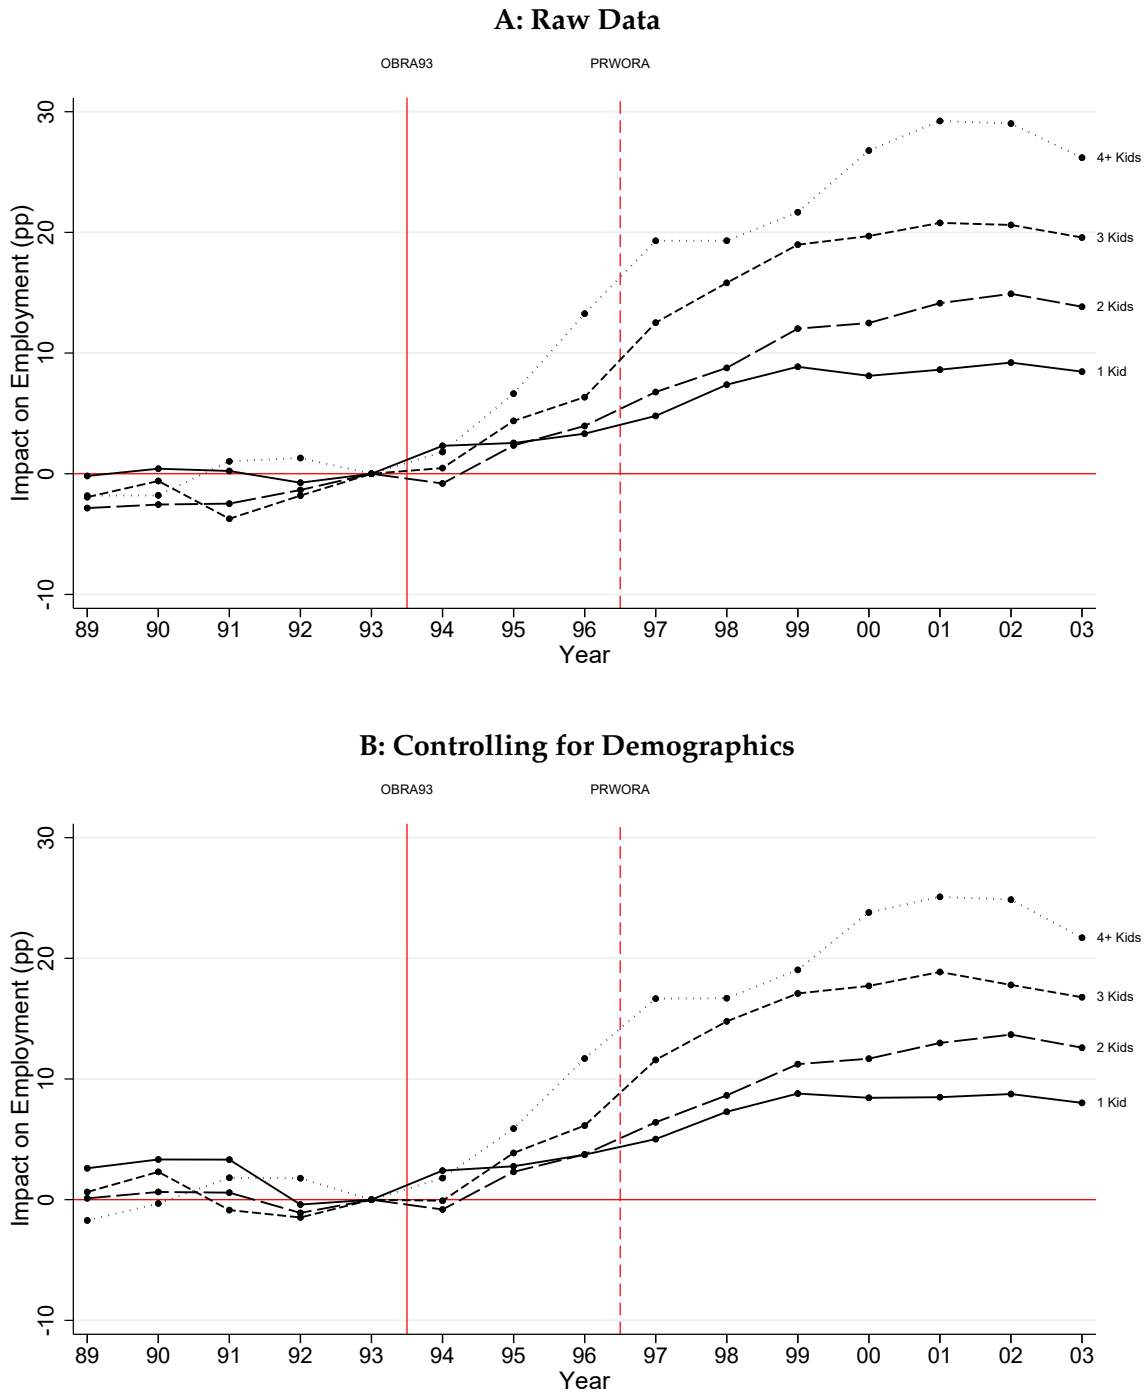 A: Raw Data
OBRA93 PRWORA
Impact on Employment (pp)
30
20
10
0
-10
4+ Kids
3 Kids
2 Kids
1 Kid
89 90 91 92 93 94 95 96 97 98 99 00 01 02 03
Year
B: Controlling for Demographics
OBRA93 PRWORA
Impact on Employment (pp)
30
20
10
0
-10
4+ Kids
3 Kids
2 Kids
1 Kid
89 90 91 92 93 94 95 96 97 98 99 00 01 02 03
Year